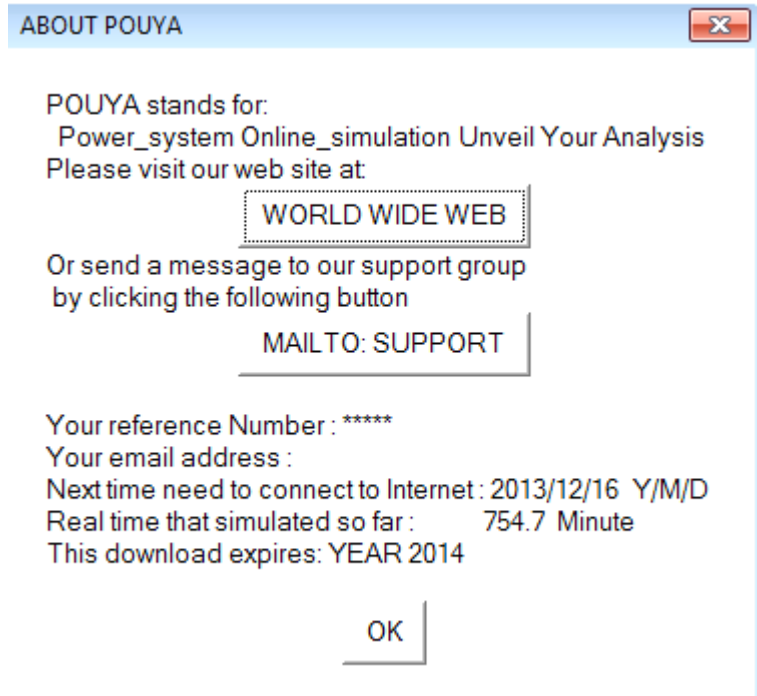 ABOUT POUYA
POUYA stands for:
Power_system Online_simulation Unveil Your Analysis
Please visit our web site at:
WORLD WIDE WEB
Or send a message to our support group
by clicking the following button
MAILTO: SUPPORT
Your reference Number : *****
Your email address :
Next time need to connect to Internet : 2013/12/16 Y/M/D
Real time that simulated so far : 754.7 Minute
This download expires: YEAR 2014
OK